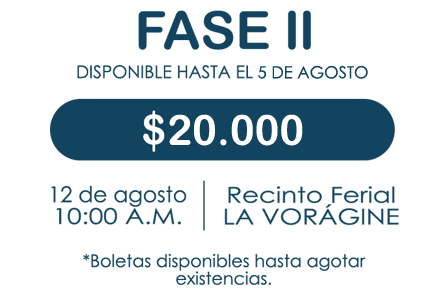 FASE II
DISPONIBLE HASTA EL 5 DE AGOSTO
$20.000
12 de agosto
10:00 A.M.
Recinto Ferial
LA VORÁGINE
*Boletas disponibles hasta agotar
existencias.